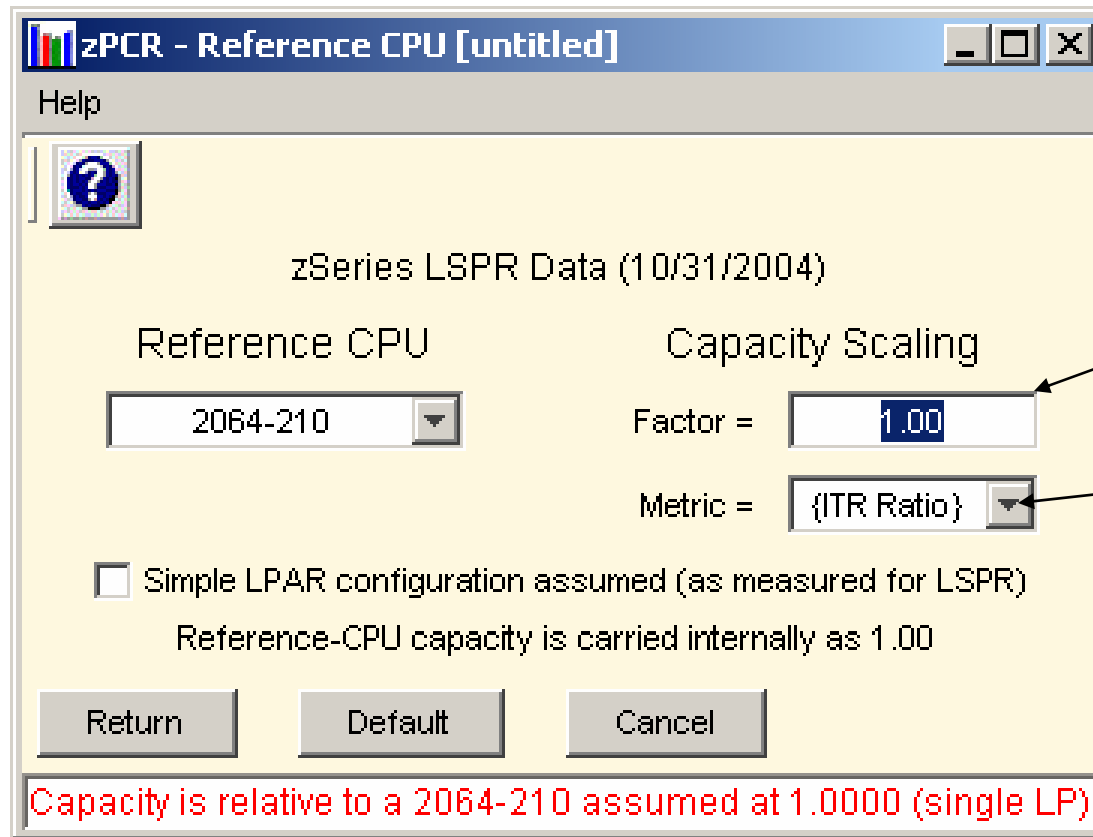 zPCR - Reference CPU [untitled]
Help
zSeries LSPR Data (10/31/2004)
Reference CPU
Capacity Scaling
2064-210
Factor = 1.00
Metric = {ITR Ratio}
Simple LPAR configuration assumed (as measured for LSPR)
Reference-CPU capacity is carried internally as 1.00
Return Default Cancel
Capacity is relative to a 2064-210 assumed at 1.0000 (single LP)